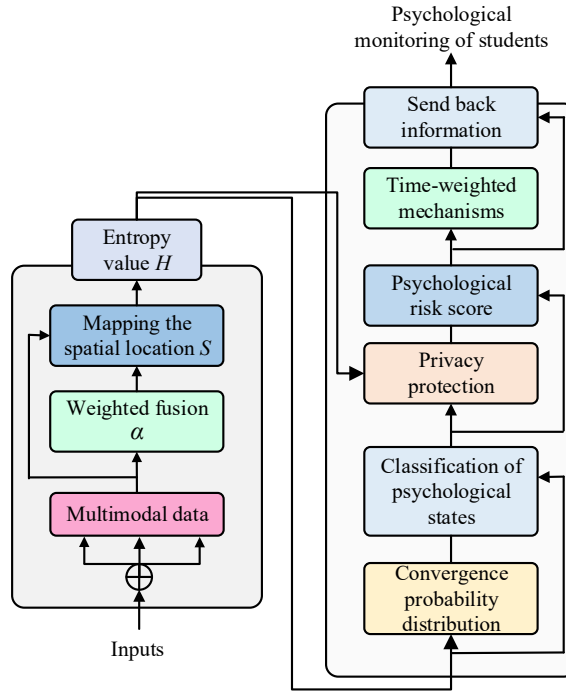 Psychological
monitoring of students
Send back
information
Time-weighted
mechanisms
Entropy
value H
Psychological
risk score
Mapping the
spatial location S
Privacy
protection
Weighted fusion
α
Classification of
psychological
states
Multimodal data
Convergence
probability
distribution
Inputs